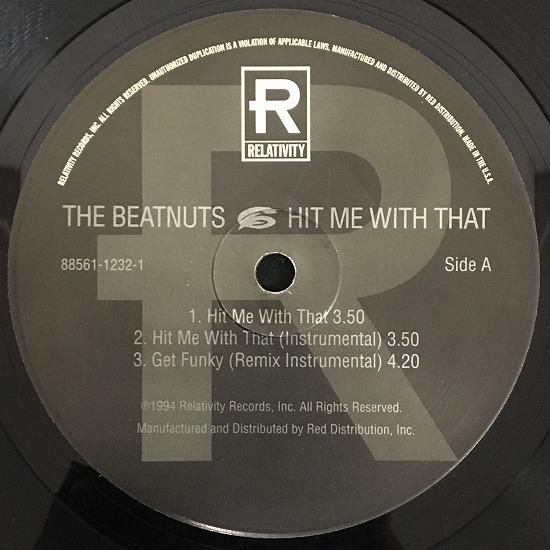 RELATIVITY RECORDS, INC. ALL RIGHTS RESERVED. UNAUTHORIZED DUPLICATION IS A VIOLATION OF APPLICABLE LAWS. MANUFACTURED AND DISTRIBUTED BY RED DISTRIBUTION. MADE IN THE U.S.A.
R
RELATIVITY
THE BEATNUTS HIT ME WITH THAT
88561-1232-1 Side A
1. Hit Me With That 3.50
2. Hit Me With That (Instrumental) 3.50
3. Get Funky (Remix Instrumental) 4.20
℗1994 Relativity Records, Inc. All Rights Reserved.
Manufactured and Distributed by Red Distribution, Inc.